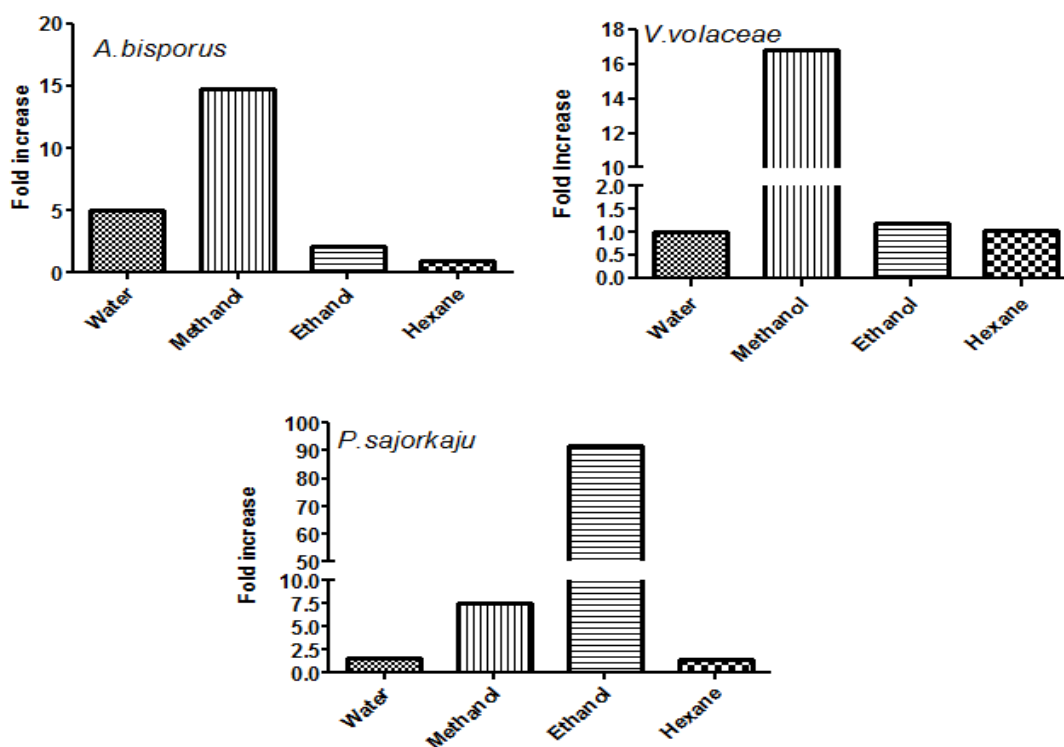 A.bisporus
Fold increase
20
15
10
5
0
Water
Methanol
Ethanol
Hexane
V.volaceae
Fold increase
18
16
14
12
10
2.0
1.5
1.0
0.5
0.0
Water
Methanol
Ethanol
Hexane
P.sajorkaju
Fold increase
100
90
80
70
60
50
10.0
7.5
5.0
2.5
0.0
Water
Methanol
Ethanol
Hexane